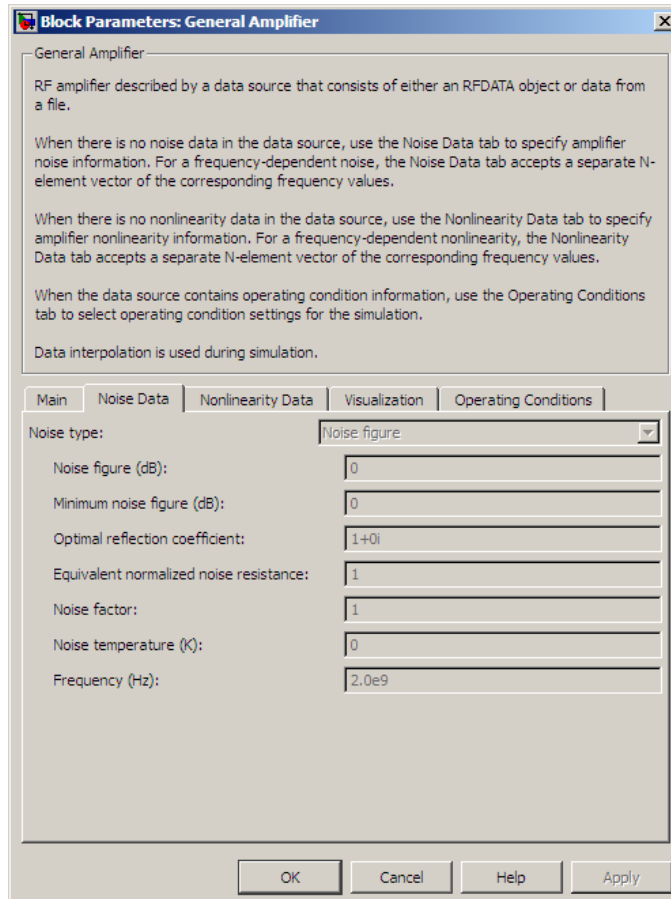 Block Parameters: General Amplifier
General Amplifier
RF amplifier described by a data source that consists of either an RFDATA object or data from
a file.
When there is no noise data in the data source, use the Noise Data tab to specify amplifier
noise information. For a frequency-dependent noise, the Noise Data tab accepts a separate N-
element vector of the corresponding frequency values.
When there is no nonlinearity data in the data source, use the Nonlinearity Data tab to specify
amplifier nonlinearity information. For a frequency-dependent nonlinearity, the Nonlinearity
Data tab accepts a separate N-element vector of the corresponding frequency values.
When the data source contains operating condition information, use the Operating Conditions
tab to select operating condition settings for the simulation.
Data interpolation is used during simulation.
Main Noise Data Nonlinearity Data Visualization Operating Conditions
Noise type: Noise figure
Noise figure (dB): 0
Minimum noise figure (dB): 0
Optimal reflection coefficient: 1+0i
Equivalent normalized noise resistance: 1
Noise factor: 1
Noise temperature (K): 0
Frequency (Hz): 2.0e9
OK Cancel Help Apply